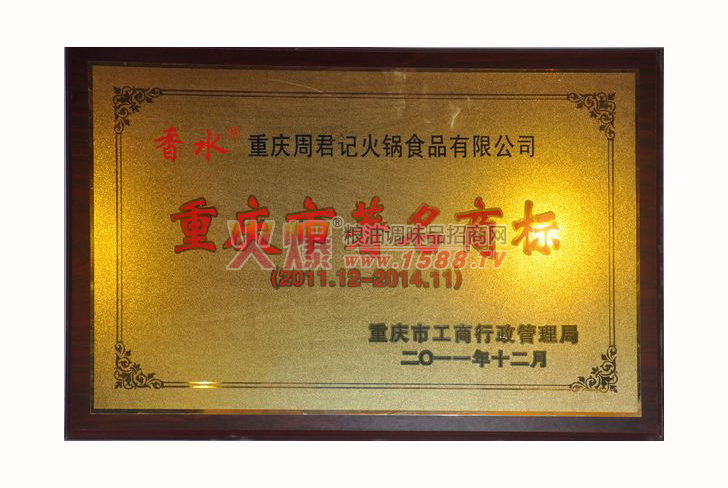 香水 重庆周君记火锅食品有限公司
重庆市著名商标
火爆®粮油调味品招商网
www.1588.TV
(2011.12-2014.11)
重庆市工商行政管理局
二〇一一年十二月